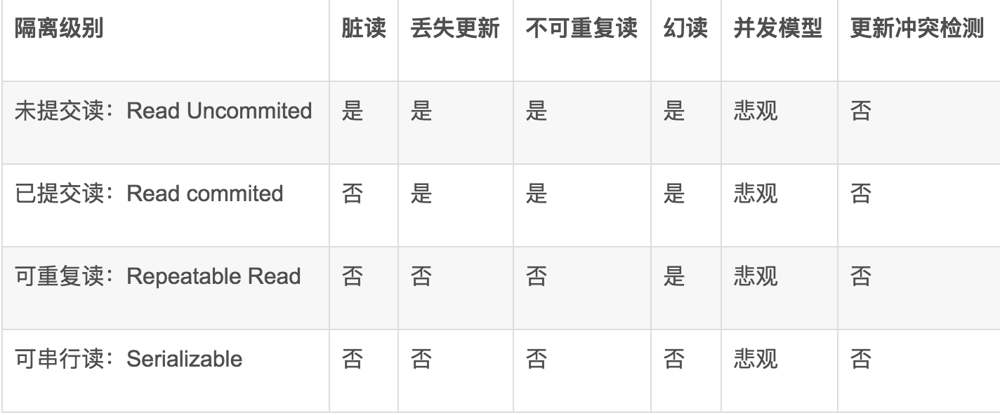 隔离级别 脏读 丢失更新 不可重复读 幻读 并发模型 更新冲突检测
未提交读：Read Uncommited 是 是 是 是 悲观 否
已提交读：Read commited 否 是 是 是 悲观 否
可重复读：Repeatable Read 否 否 否 是 悲观 否
可串行读：Serializable 否 否 否 否 悲观 否